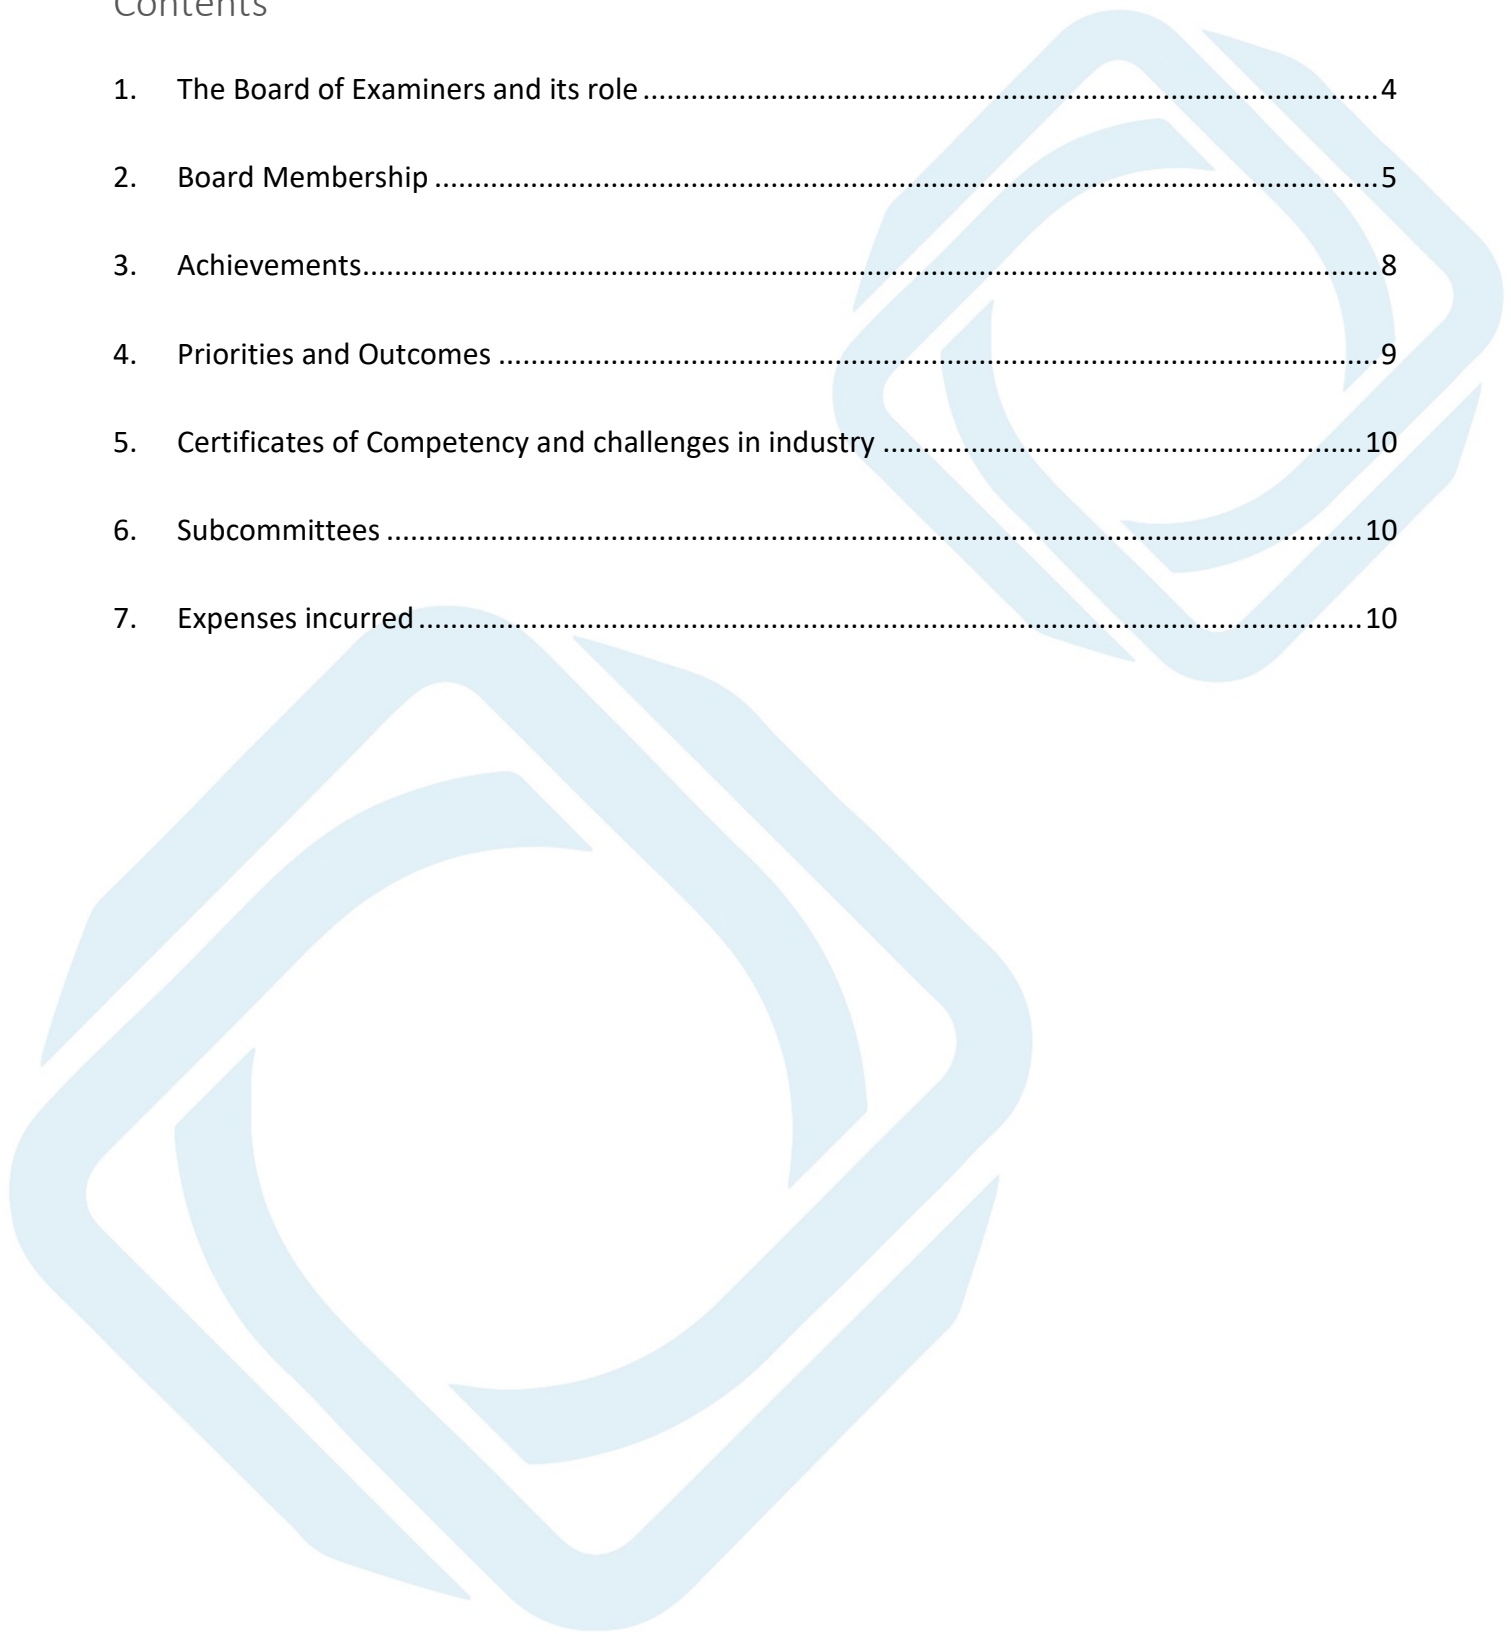 Contents
1. The Board of Examiners and its role ........................................................................................... 4
2. Board Membership ..................................................................................................................... 5
3. Achievements.............................................................................................................................. 8
4. Priorities and Outcomes ............................................................................................................. 9
5. Certificates of Competency and challenges in industry ............................................................ 10
6. Subcommittees ......................................................................................................................... 10
7. Expenses incurred ..................................................................................................................... 10